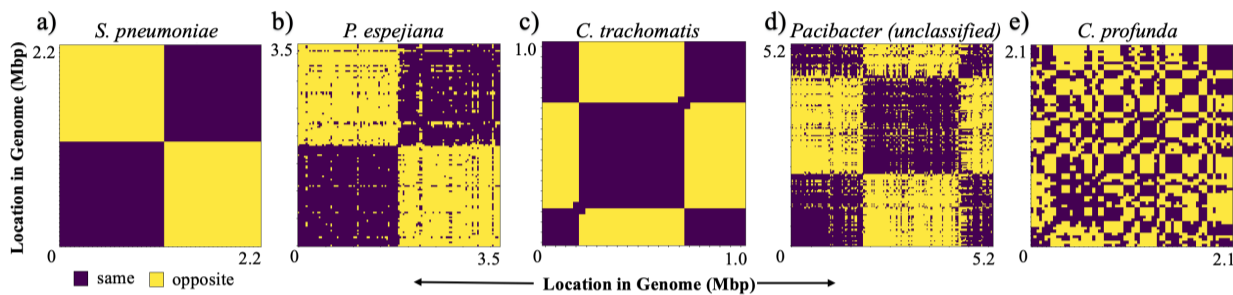 a) S. pneumoniae
b) P. espejiana
c) C. trachomatis
d) Pacibacter (unclassified)
e) C. profunda
Location in Genome (Mbp)
2.2
0
2.2
3.5
0
3.5
1.0
0
1.0
5.2
0
5.2
2.1
0
2.1
same opposite
Location in Genome (Mbp)